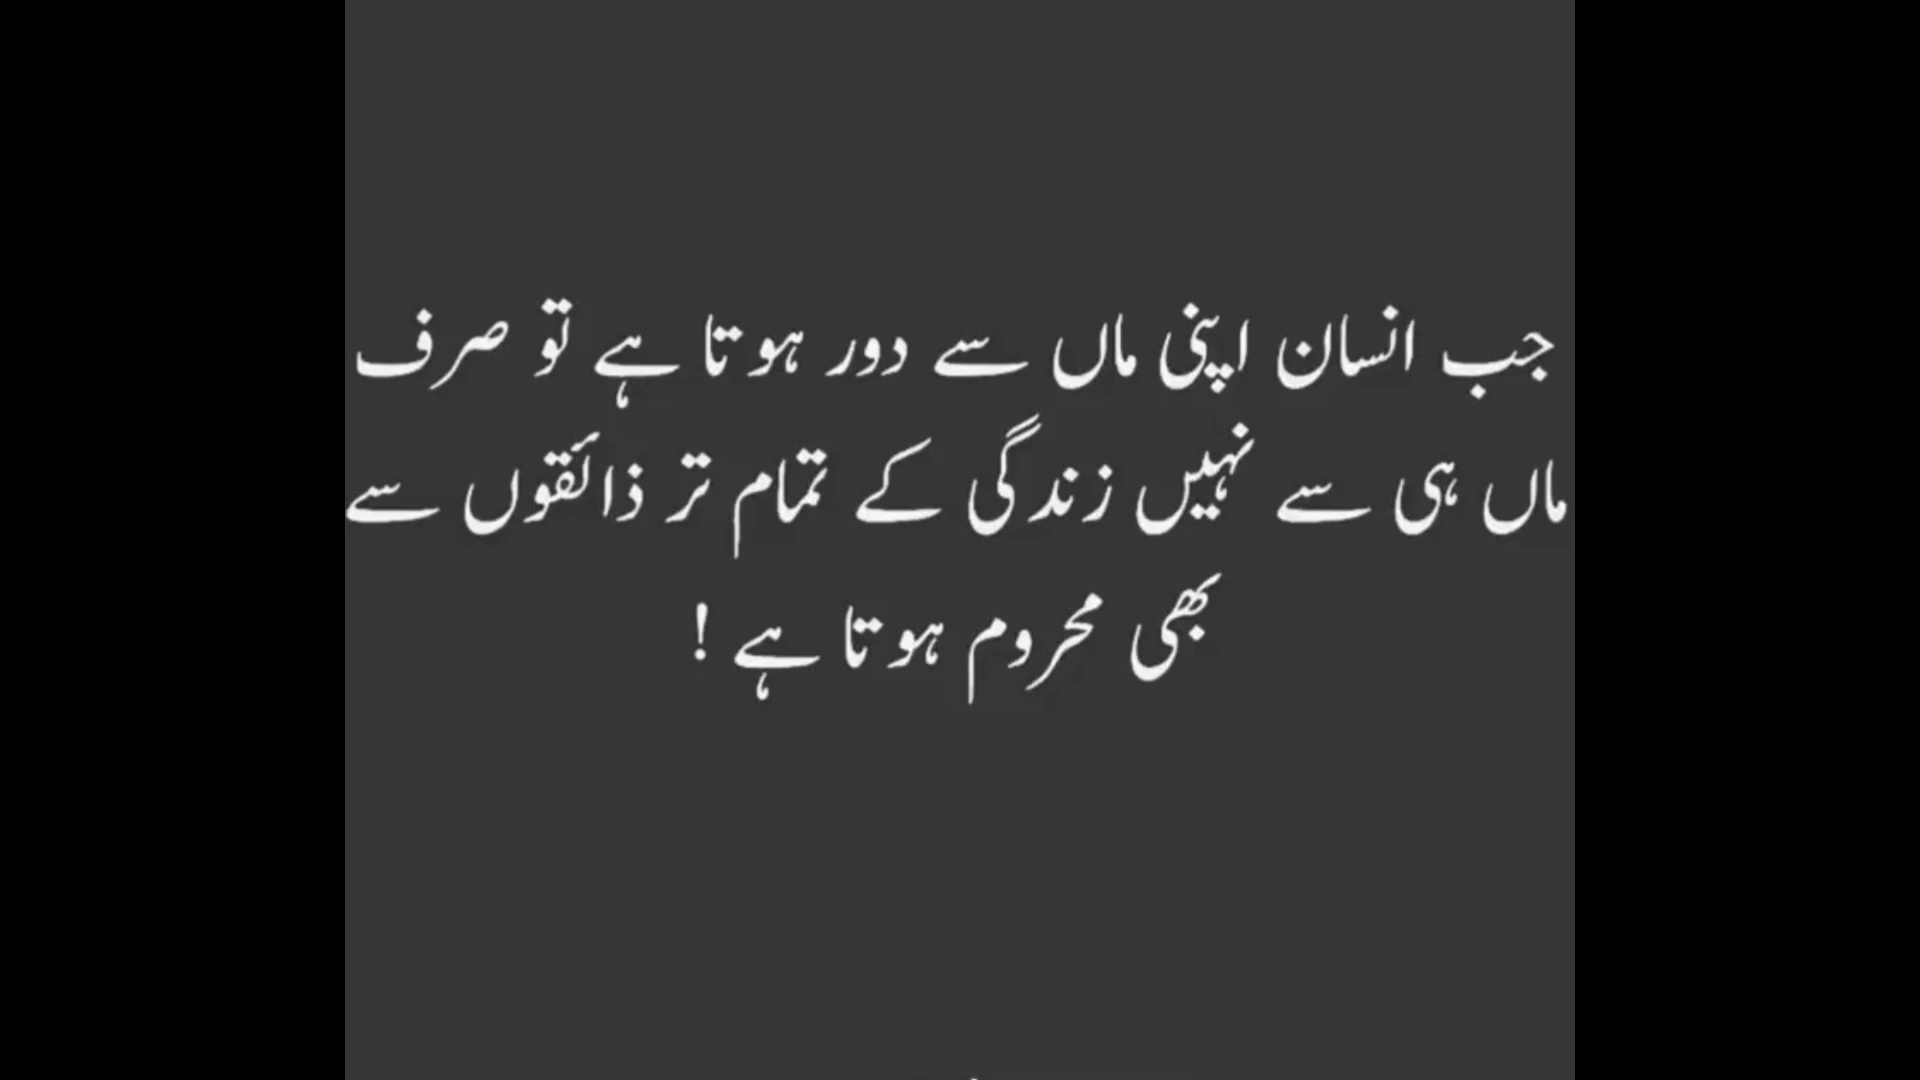 جب انسان اپنی ماں سے دور ہوتا ہے تو صرف
ماں ہی سے نہیں زندگی کے تمام تر ذائقوں سے
بھی محروم ہوتا ہے !